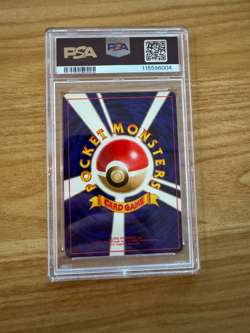 PSA
PSA
115596004
POCKET MONSTERS
CARD GAME